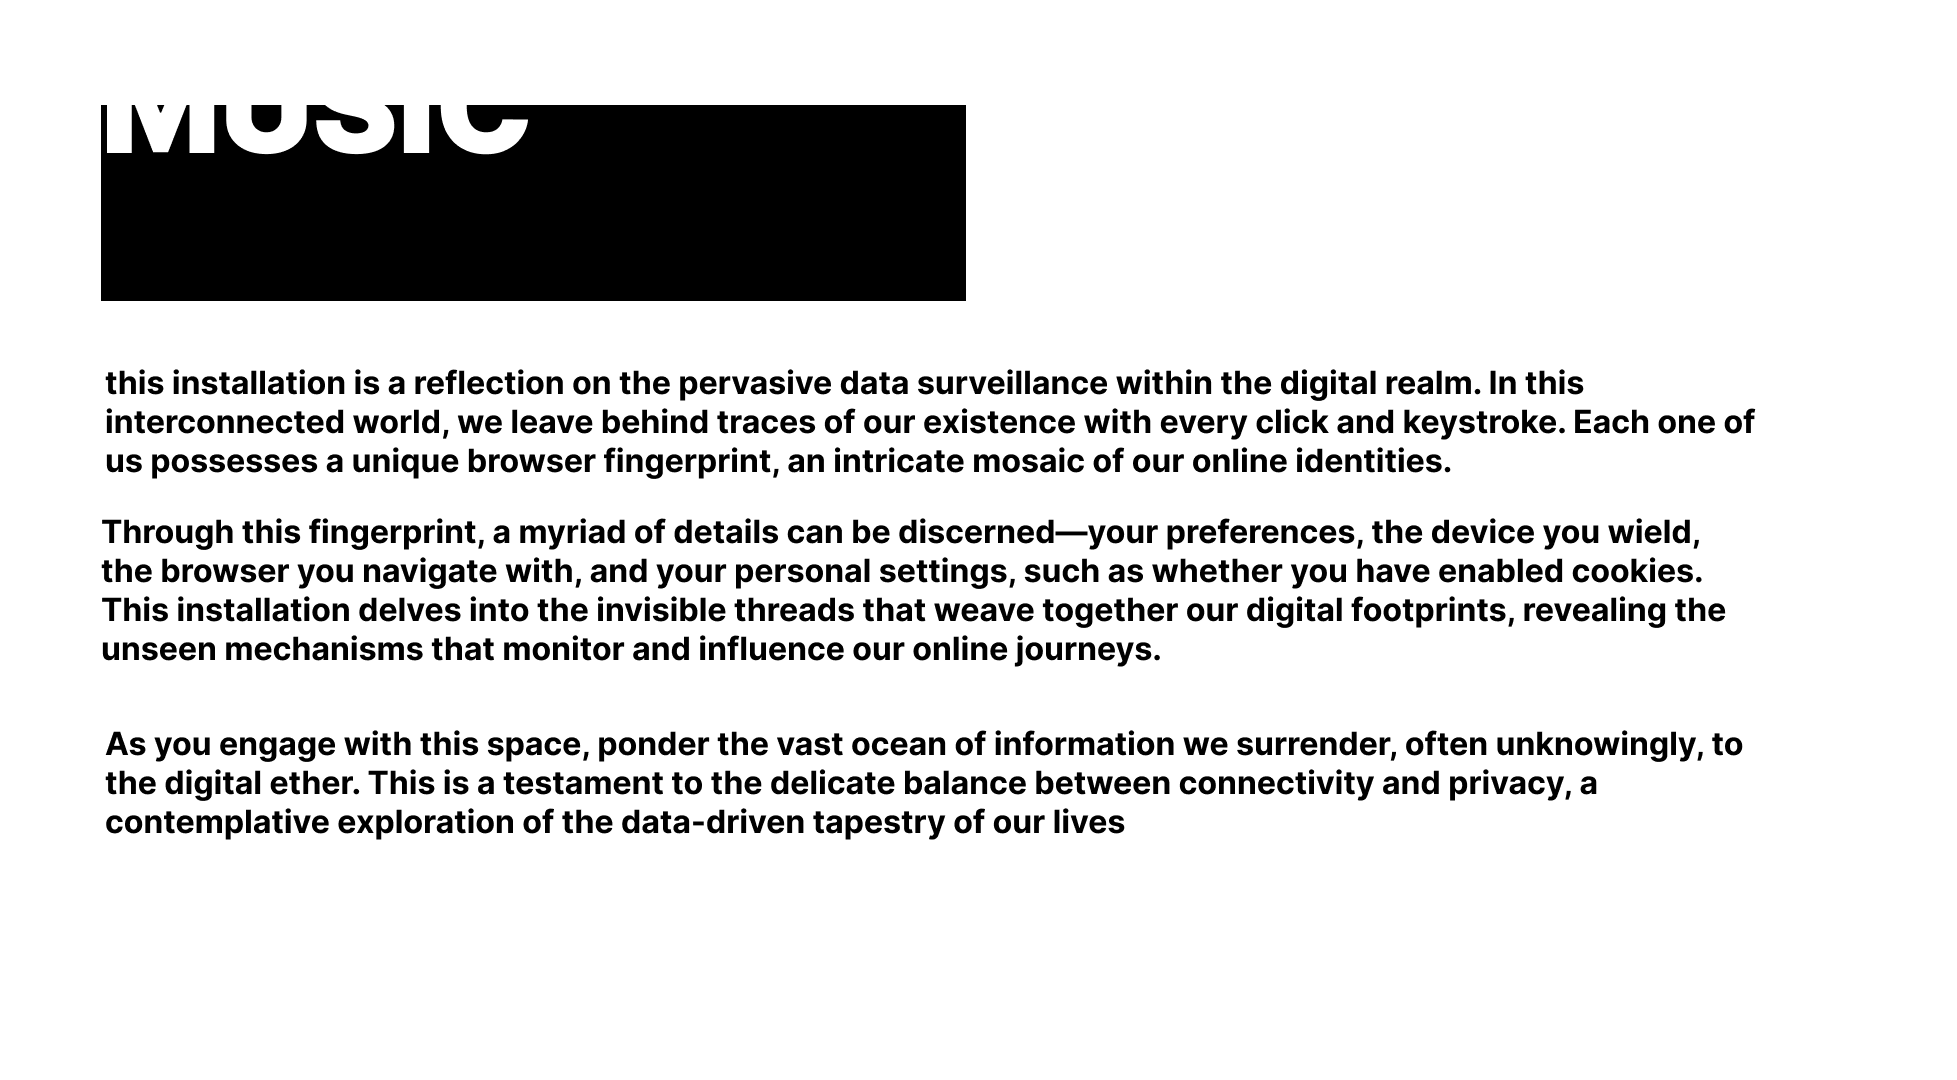 Music
this installation is a reflection on the pervasive data surveillance within the digital realm. In this
interconnected world, we leave behind traces of our existence with every click and keystroke. Each one of
us possesses a unique browser fingerprint, an intricate mosaic of our online identities.
Through this fingerprint, a myriad of details can be discerned—your preferences, the device you wield,
the browser you navigate with, and your personal settings, such as whether you have enabled cookies.
This installation delves into the invisible threads that weave together our digital footprints, revealing the
unseen mechanisms that monitor and influence our online journeys.
As you engage with this space, ponder the vast ocean of information we surrender, often unknowingly, to
the digital ether. This is a testament to the delicate balance between connectivity and privacy, a
contemplative exploration of the data-driven tapestry of our lives